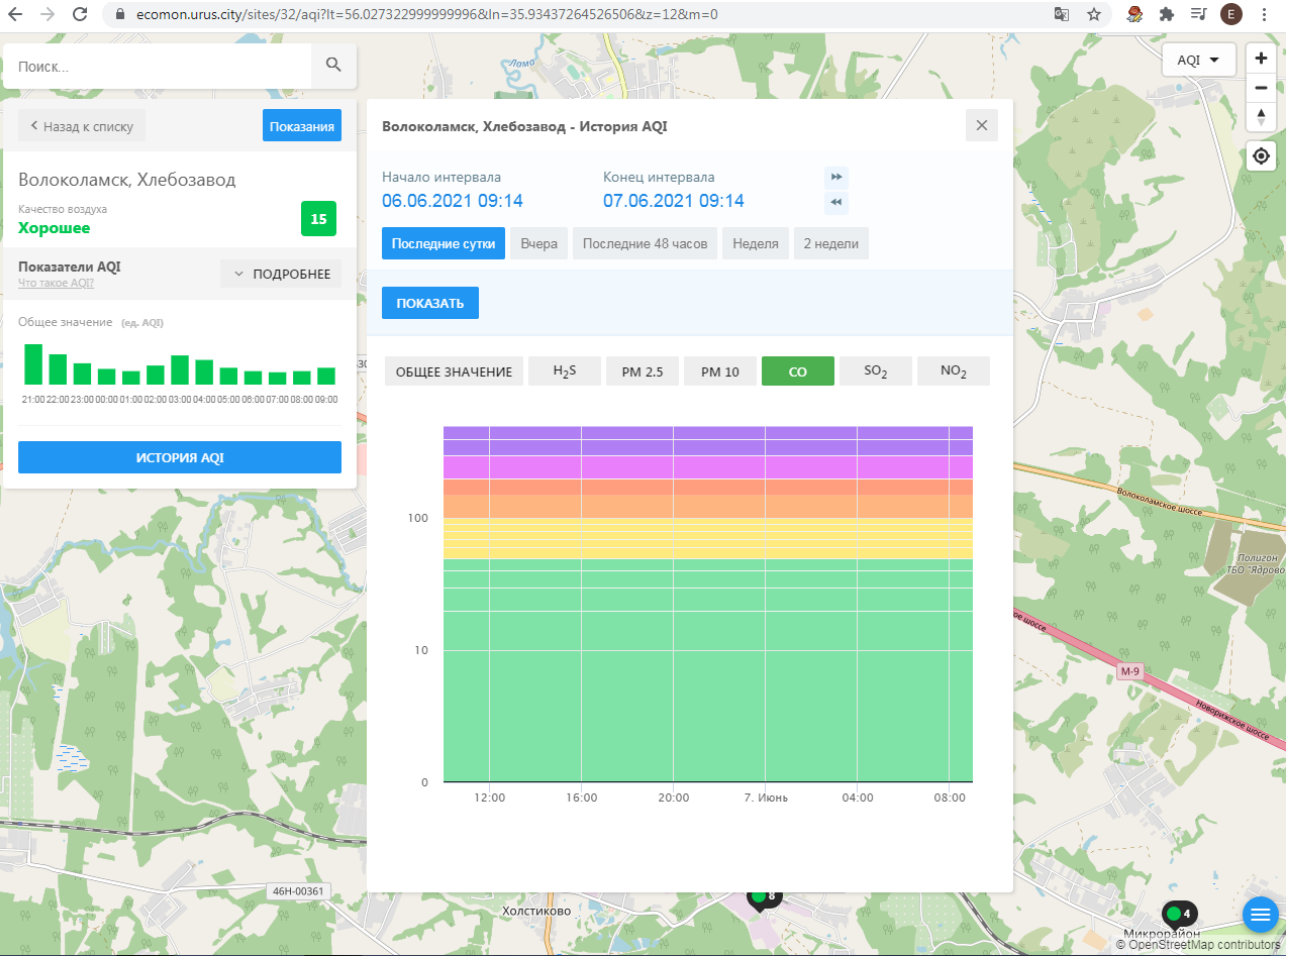 ecomon.urus.city/sites/32/aqi?lt=56.027322999999996&ln=35.93437264526506&z=12&m=0
E
Поиск...
AQI
Ломо
Назад к списку
Показания
Волоколамск, Хлебозавод - История AQI
Волоколамск, Хлебозавод
Качество воздуха
Хорошее
15
Начало интервала
Конец интервала
06.06.2021 09:14
07.06.2021 09:14
Последние сутки
Вчера
Последние 48 часов
Неделя
2 недели
Показатели AQI
Что такое AQI?
ПОДРОБНЕЕ
ПОКАЗАТЬ
Общее значение (ед. AQI)
21:00 22:00 23:00 00:00 01:00 02:00 03:00 04:00 05:00 06:00 07:00 08:00 09:00
ИСТОРИЯ AQI
ОБЩЕЕ ЗНАЧЕНИЕ
H2S
PM 2.5
PM 10
CO
SO2
NO2
100
10
0
12:00
16:00
20:00
7. Июнь
04:00
08:00
Волоколамское шоссе
Полигон
ТБО "Ядрово
ое шоссе
М-9
Новорижское шоссе
46Н-00361
Холстиково
8
4
Микрорайон
© OpenStreetMap contributors